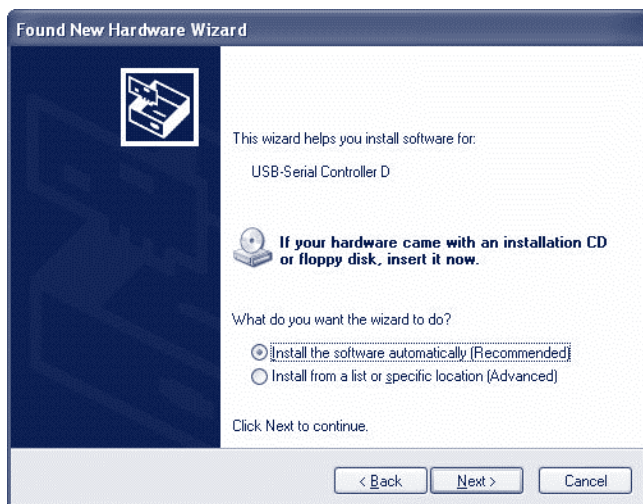 Found New Hardware Wizard
This wizard helps you install software for:
USB-Serial Controller D
If your hardware came with an installation CD
or floppy disk, insert it now.
What do you want the wizard to do?
Install the software automatically (Recommended)
Install from a list or specific location (Advanced)
Click Next to continue.
< Back Next > Cancel